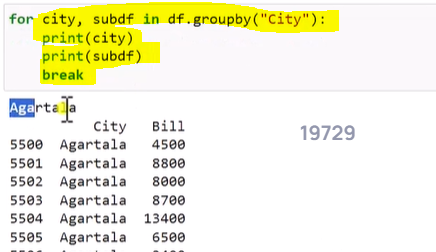 for city, subdf in df.groupby("City"):
    print(city)
    print(subdf)
    break
Agartala
City Bill
5500 Agartala 4500
5501 Agartala 8800
5502 Agartala 8000
5503 Agartala 8700
5504 Agartala 13400
5505 Agartala 6500
19729